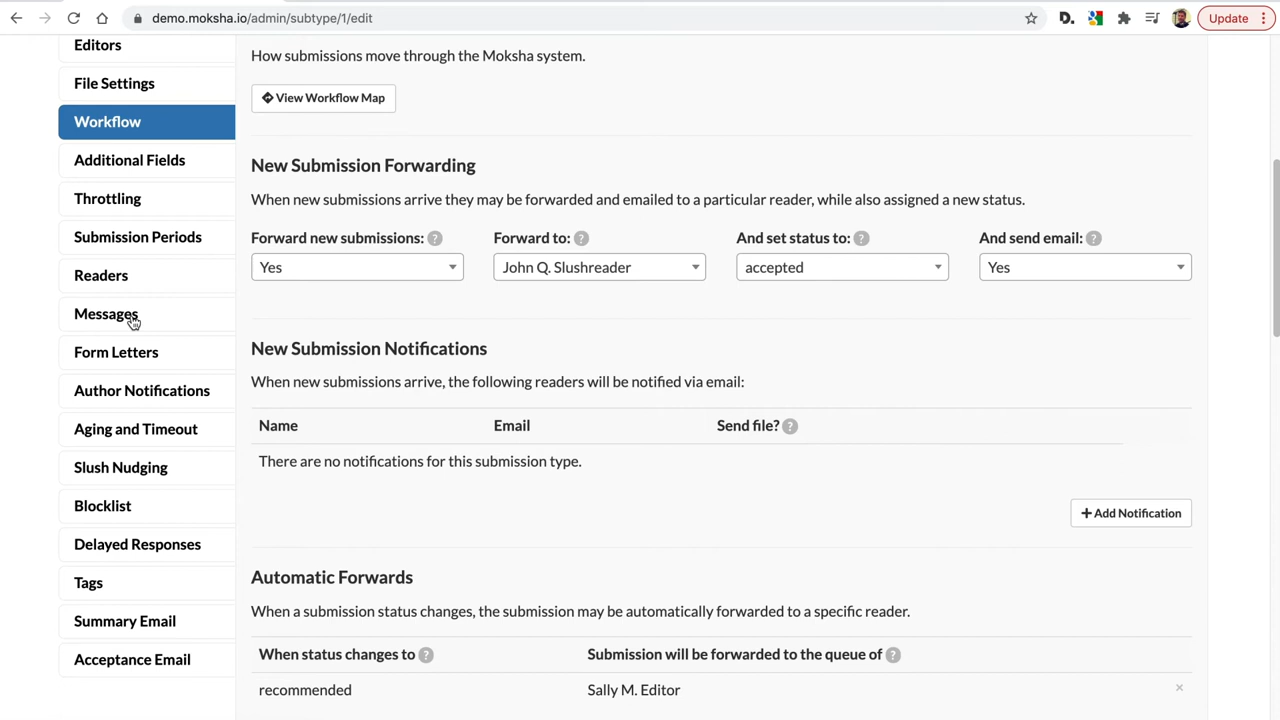 demo.moksha.io/admin/subtype/1/edit
D.
Update
Editors
File Settings
Workflow
Additional Fields
Throttling
Submission Periods
Readers
Messages
Form Letters
Author Notifications
Aging and Timeout
Slush Nudging
Blocklist
Delayed Responses
Tags
Summary Email
Acceptance Email
How submissions move through the Moksha system.
View Workflow Map
New Submission Forwarding
When new submissions arrive they may be forwarded and emailed to a particular reader, while also assigned a new status.
Forward new submissions: ? Forward to: ? And set status to: ? And send email: ?
Yes John Q. Slushreader accepted Yes
New Submission Notifications
When new submissions arrive, the following readers will be notified via email:
Name Email Send file? ?
There are no notifications for this submission type.
+ Add Notification
Automatic Forwards
When a submission status changes, the submission may be automatically forwarded to a specific reader.
When status changes to ? Submission will be forwarded to the queue of ?
recommended Sally M. Editor ×